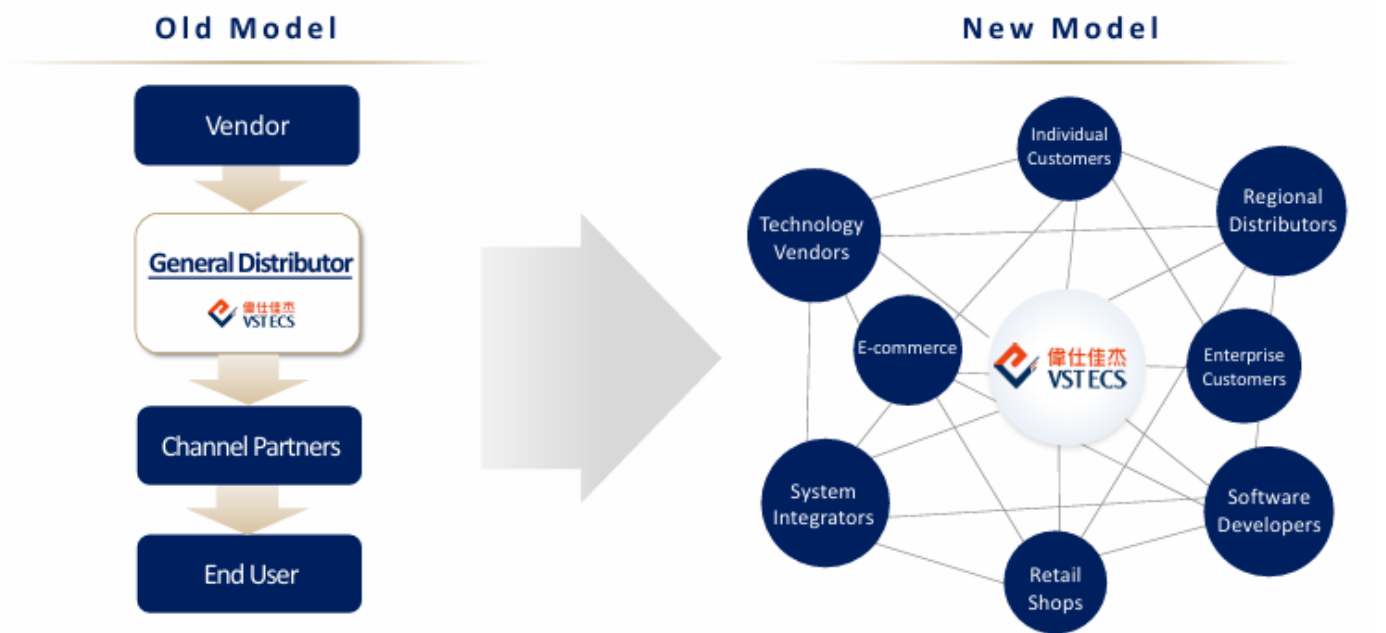 Old Model
Vendor
General Distributor
偉仕佳杰
VSTECS
Channel Partners
End User
New Model
Individual
Customers
Regional
Distributors
Technology
Vendors
E-commerce
偉仕佳杰
VSTECS
Enterprise
Customers
System
Integrators
Software
Developers
Retail
Shops